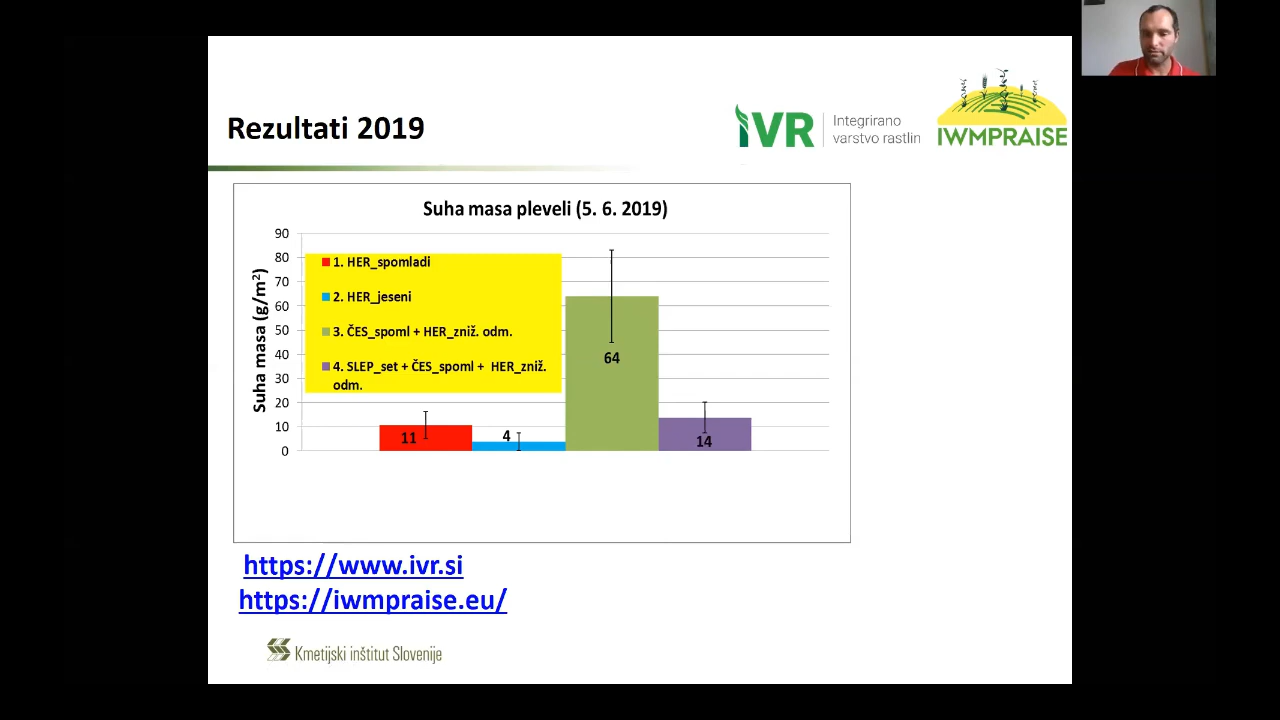 Rezultati 2019
IVR
Integrirano
varstvo rastlin
IWMPRAISE
Suha masa pleveli (5. 6. 2019)
Suha masa (g/m²)
90
80
70
60
50
40
30
20
10
0
1. HER_spomladi
2. HER_jeseni
3. ČES_spoml + HER_zniž. odm.
4. SLEP_set + ČES_spoml + HER_zniž.
odm.
11
4
64
14
https://www.ivr.si
https://iwmpraise.eu/
Kmetijski inštitut Slovenije